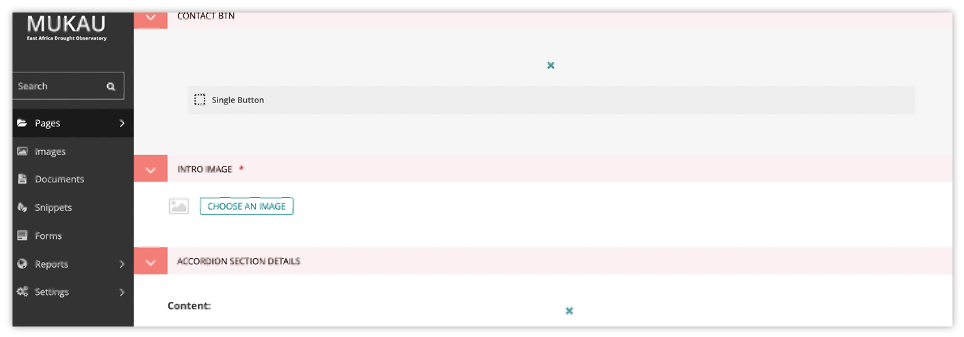 MUKAU
East Africa Drought Observatory
Search
Pages
Images
Documents
Snippets
Forms
Reports
Settings
CONTACT BTN
Single Button
INTRO IMAGE *
CHOOSE AN IMAGE
ACCORDION SECTION DETAILS
Content: